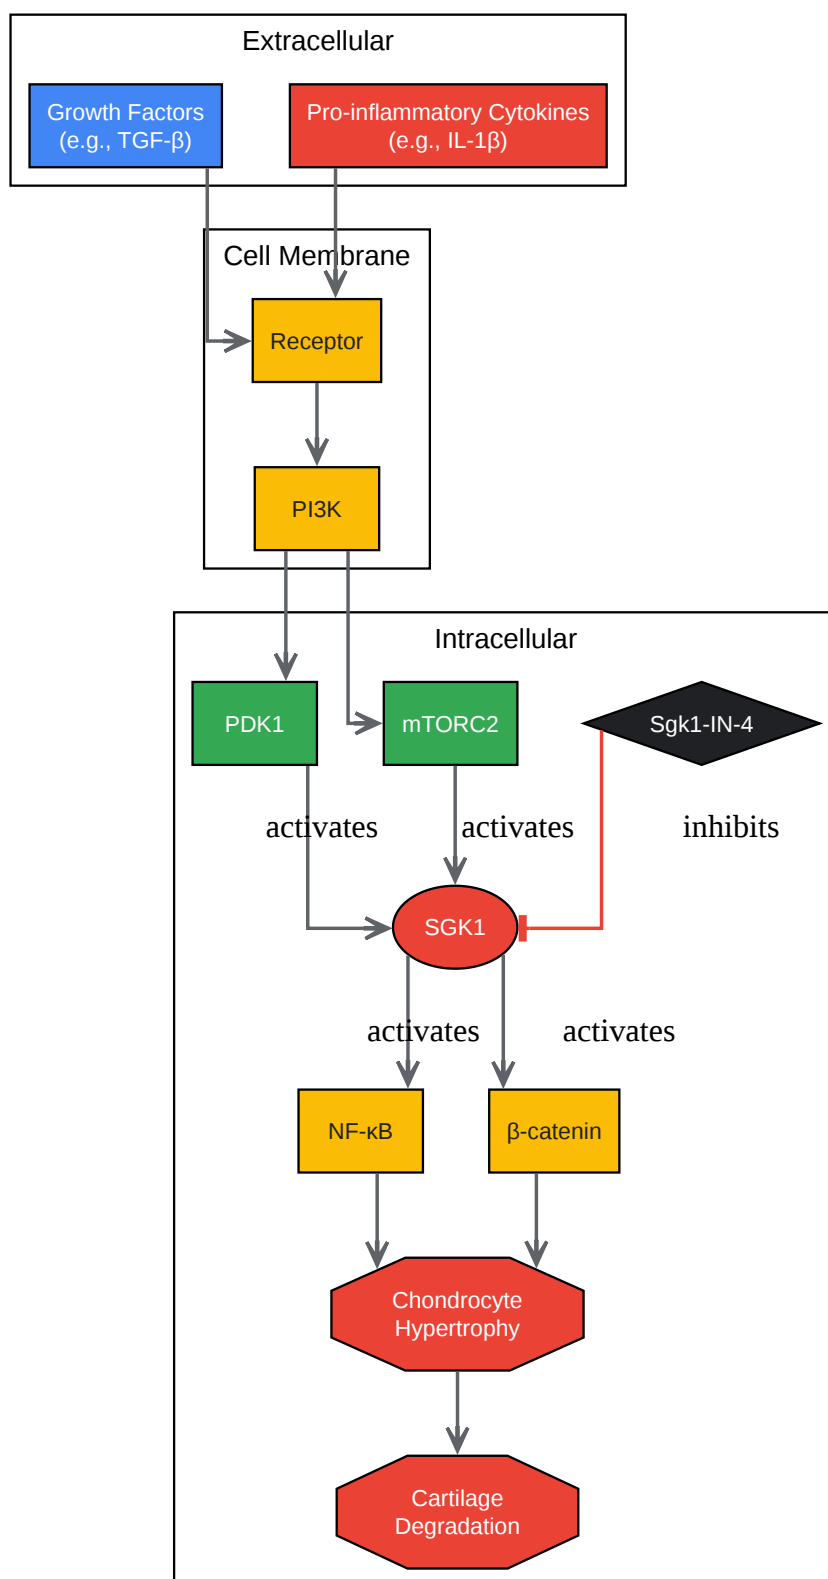 Extracellular
Growth Factors
(e.g., TGF-β)
Pro-inflammatory Cytokines
(e.g., IL-1β)
Cell Membrane
Receptor
PI3K
Intracellular
PDK1
mTORC2
Sgk1-IN-4
activates
activates
inhibits
SGK1
activates
activates
NF-κB
β-catenin
Chondrocyte
Hypertrophy
Cartilage
Degradation